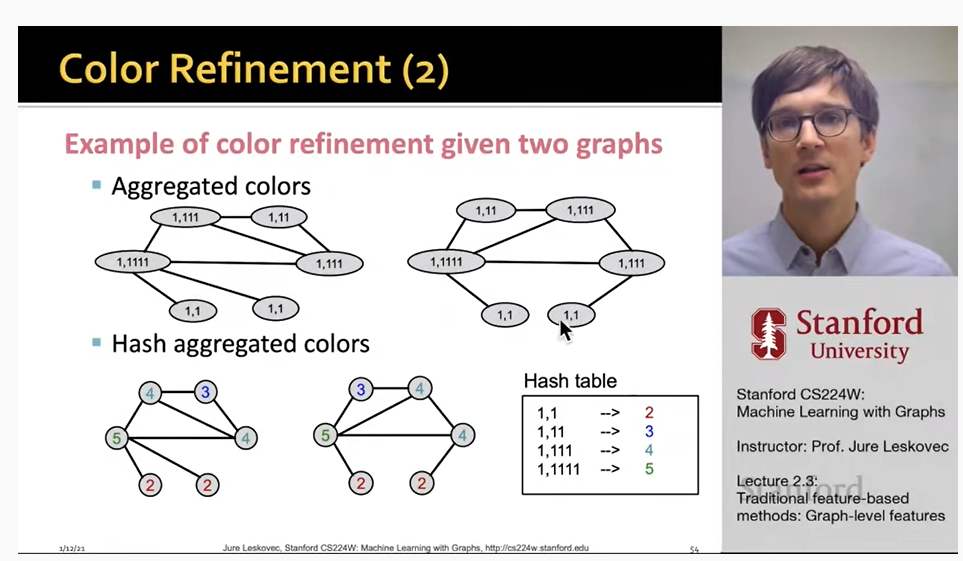 Color Refinement (2)
Example of color refinement given two graphs
Aggregated colors
1,111 1,11
1,1111 1,111
1,1 1,1
1,11 1,111
1,1111 1,111
1,1 1,1
Hash aggregated colors
4 3
5 4
2 2
3 4
5 4
2 2
Hash table
1,1 --> 2
1,11 --> 3
1,111 --> 4
1,1111 --> 5
1/12/21
Jure Leskovec, Stanford CS224W: Machine Learning with Graphs, http://cs224w.stanford.edu
54
S
Stanford
University
Stanford CS224W:
Machine Learning with Graphs
Instructor: Prof. Jure Leskovec
Lecture 2.3:
Stanford
Traditional feature-based
methods: Graph-level features